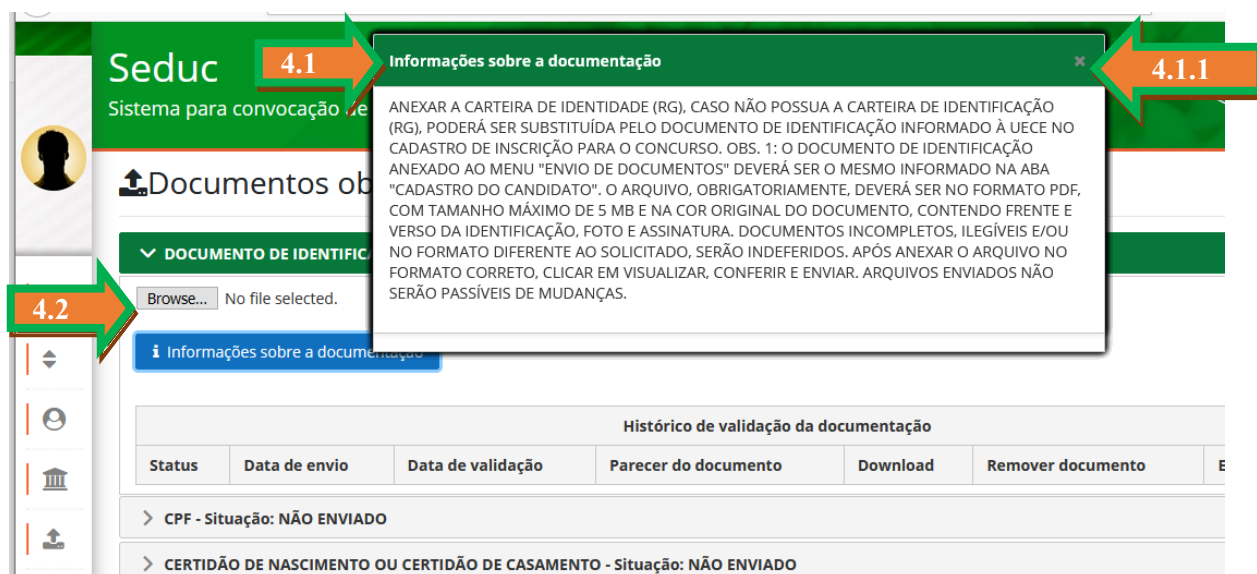 Seduc
4.1
Informações sobre a documentação
×
4.1.1
Sistema para convocação de
ANEXAR A CARTEIRA DE IDENTIDADE (RG), CASO NÃO POSSUA A CARTEIRA DE IDENTIFICAÇÃO
(RG), PODERÁ SER SUBSTITUÍDA PELO DOCUMENTO DE IDENTIFICAÇÃO INFORMADO À UECE NO
CADASTRO DE INSCRIÇÃO PARA O CONCURSO. OBS. 1: O DOCUMENTO DE IDENTIFICAÇÃO
ANEXADO AO MENU "ENVIO DE DOCUMENTOS" DEVERÁ SER O MESMO INFORMADO NA ABA
"CADASTRO DO CANDIDATO". O ARQUIVO, OBRIGATORIAMENTE, DEVERÁ SER NO FORMATO PDF,
COM TAMANHO MÁXIMO DE 5 MB E NA COR ORIGINAL DO DOCUMENTO, CONTENDO FRENTE E
VERSO DA IDENTIFICAÇÃO, FOTO E ASSINATURA. DOCUMENTOS INCOMPLETOS, ILEGÍVEIS E/OU
NO FORMATO DIFERENTE AO SOLICITADO, SERÃO INDEFERIDOS. APÓS ANEXAR O ARQUIVO NO
FORMATO CORRETO, CLICAR EM VISUALIZAR, CONFERIR E ENVIAR. ARQUIVOS ENVIADOS NÃO
SERÃO PASSÍVEIS DE MUDANÇAS.
Documentos ob
DOCUMENTO DE IDENTIFIC
4.2
Browse... No file selected.
Informações sobre a documentação
Histórico de validação da documentação
Status Data de envio Data de validação Parecer do documento Download Remover documento E
CPF - Situação: NÃO ENVIADO
CERTIDÃO DE NASCIMENTO OU CERTIDÃO DE CASAMENTO - Situação: NÃO ENVIADO